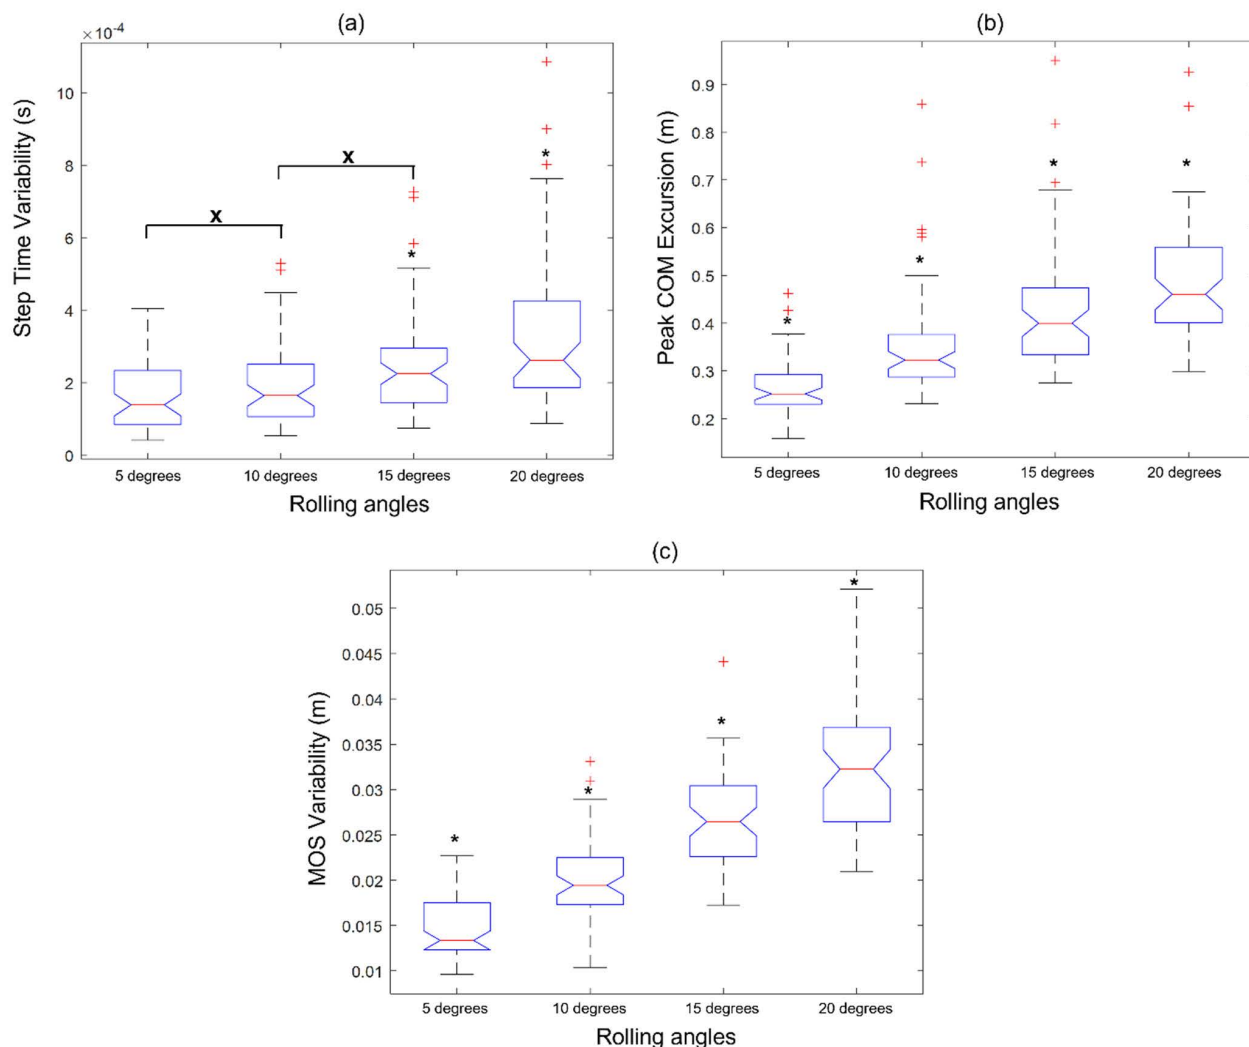 (a)
×10⁻⁴
Step Time Variability (s)
10
8
6
4
2
0
x
x
*
*
5 degrees 10 degrees 15 degrees 20 degrees
Rolling angles
(b)
Peak COM Excursion (m)
0.9
0.8
0.7
0.6
0.5
0.4
0.3
0.2
*
*
*
*
5 degrees 10 degrees 15 degrees 20 degrees
Rolling angles
(c)
MOS Variability (m)
0.05
0.045
0.04
0.035
0.03
0.025
0.02
0.015
0.01
*
*
*
*
5 degrees 10 degrees 15 degrees 20 degrees
Rolling angles